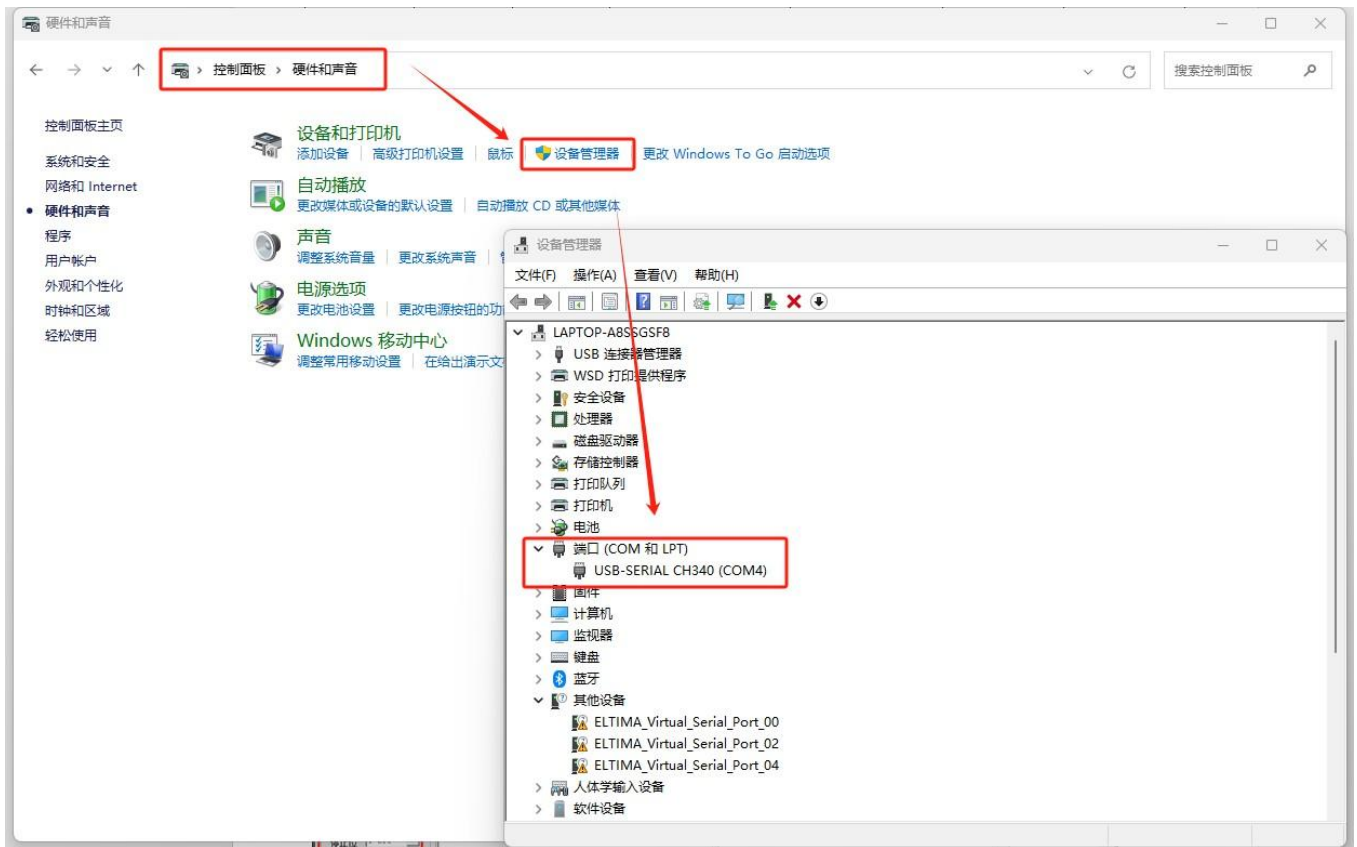 硬件和声音
控制面板 › 硬件和声音
搜索控制面板
控制面板主页
系统和安全
网络和 Internet
硬件和声音
程序
用户帐户
外观和个性化
时钟和区域
轻松使用
设备和打印机
添加设备 高级打印机设置 鼠标 设备管理器 更改 Windows To Go 启动选项
自动播放
更改媒体或设备的默认设置 自动播放 CD 或其他媒体
声音
调整系统音量 更改系统声音
电源选项
更改电池设置 更改电源按钮的功
Windows 移动中心
调整常用移动设置 在给出演示文
设备管理器
文件(F) 操作(A) 查看(V) 帮助(H)
LAPTOP-A8SSGSF8
USB 连接器管理器
WSD 打印提供程序
安全设备
处理器
磁盘驱动器
存储控制器
打印队列
打印机
电池
端口 (COM 和 LPT)
USB-SERIAL CH340 (COM4)
固件
计算机
监视器
键盘
蓝牙
其他设备
ELTIMA_Virtual_Serial_Port_00
ELTIMA_Virtual_Serial_Port_02
ELTIMA_Virtual_Serial_Port_04
人体学输入设备
软件设备